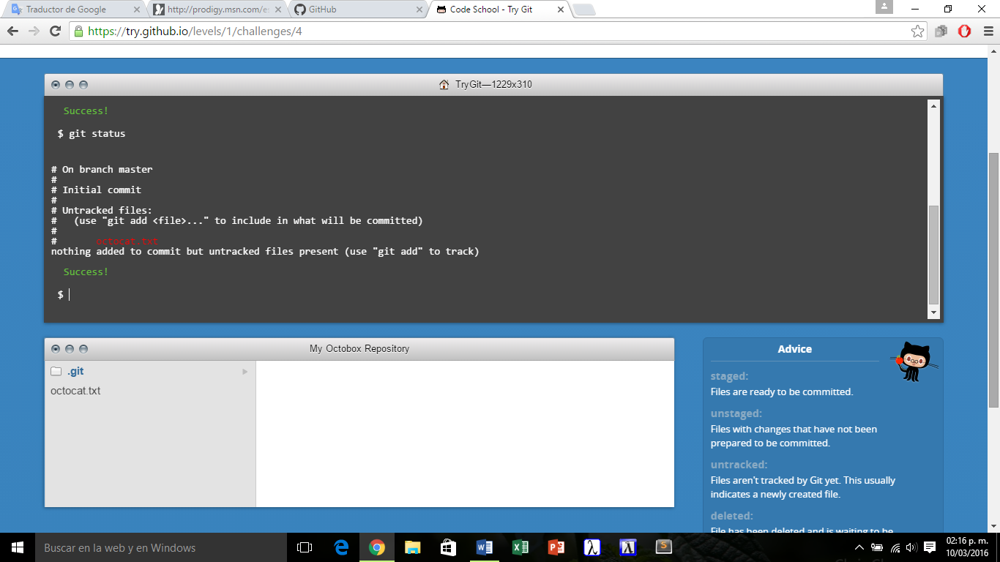 Traduction de Google
http://prodigy.msn.com/es
GitHub
Code School - Try Git
https://try.github.io/levels/1/challenges/4
TryGit—1229x310
Success!
$ git status
# On branch master
#
# Initial commit
#
# Untracked files:
#   (use "git add <file>..." to include in what will be committed)
#
#       octocat.txt
nothing added to commit but untracked files present (use "git add" to track)
Success!
$
My Octobox Repository
.git
octocat.txt
Advice
staged:
Files are ready to be committed.
unstaged:
Files with changes that have not been
prepared to be committed.
untracked:
Files aren't tracked by Git yet. This usually
indicates a newly created file.
deleted:
File has been deleted and is waiting to be
Buscar en la web y en Windows
02:16 p. m.
10/03/2016